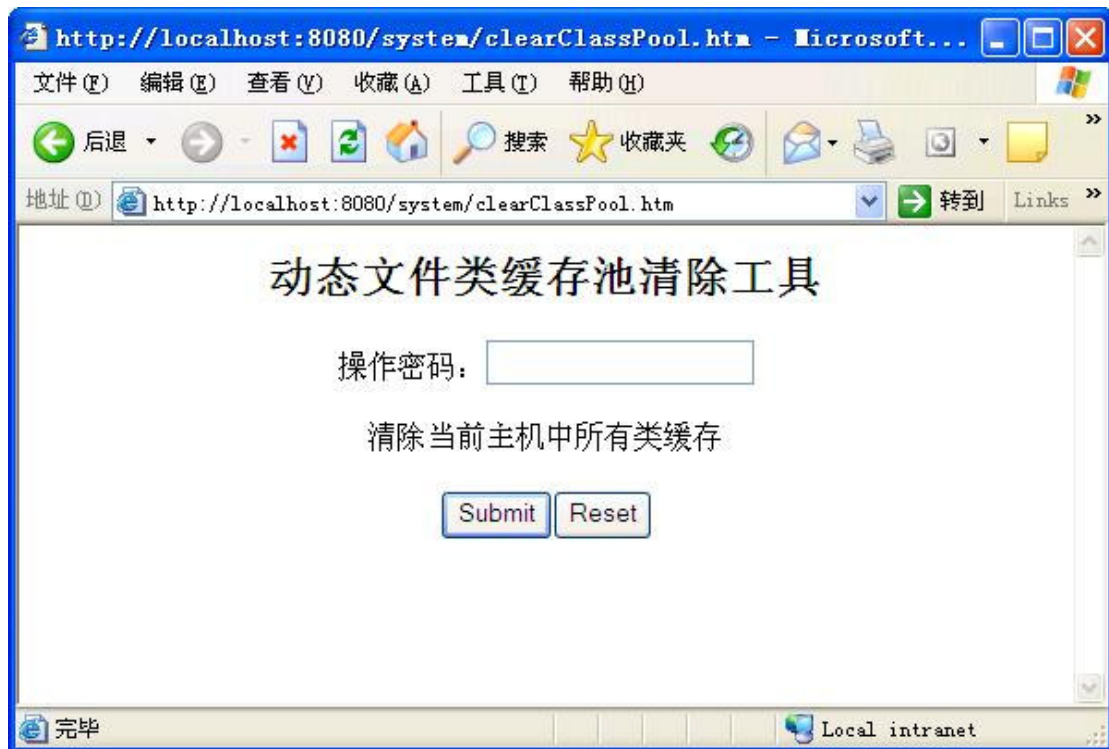 http://localhost:8080/system/clearClassPool.htm - Microsoft...
文件(F) 编辑(E) 查看(V) 收藏(A) 工具(T) 帮助(H)
后退 搜索 收藏夹 »
地址(D) http://localhost:8080/system/clearClassPool.htm 转到 Links »
动态文件类缓存池清除工具
操作密码：
清除当前主机中所有类缓存
Submit Reset
完毕 Local intranet